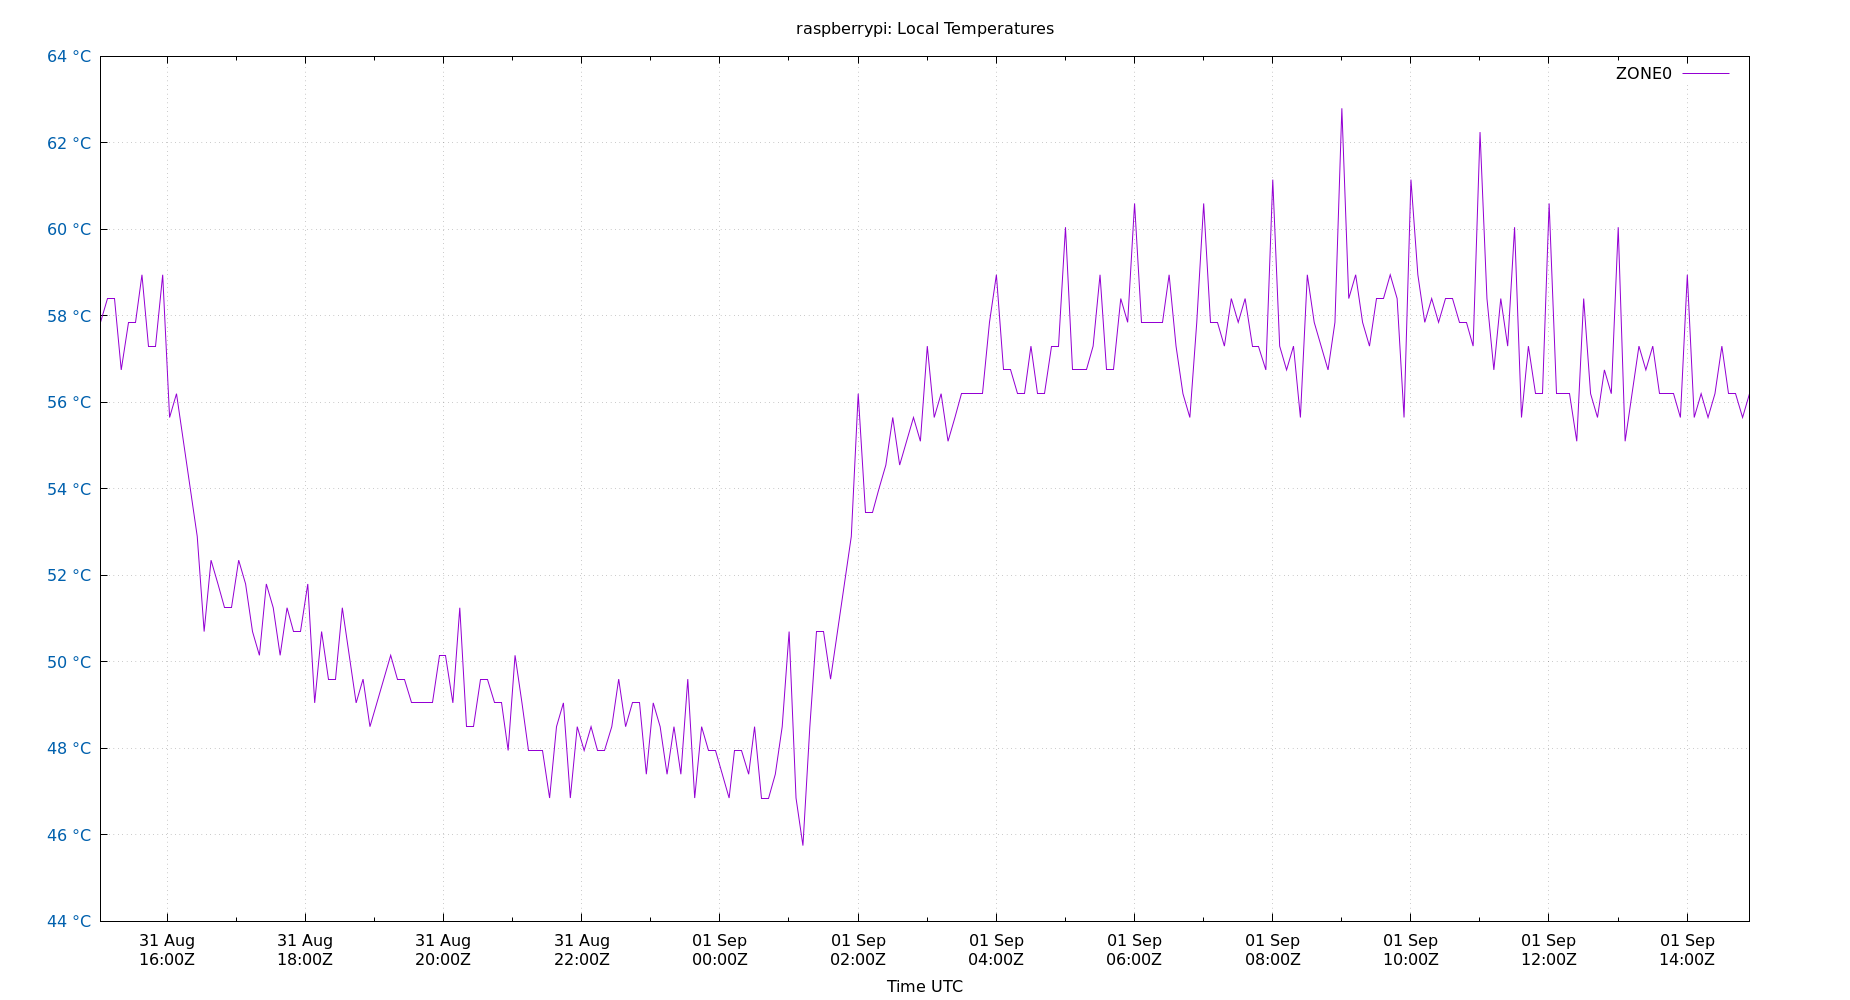 raspberrypi: Local Temperatures
64 °C
62 °C
60 °C
58 °C
56 °C
54 °C
52 °C
50 °C
48 °C
46 °C
44 °C
ZONE0
31 Aug 31 Aug 31 Aug 31 Aug 01 Sep 01 Sep 01 Sep 01 Sep 01 Sep 01 Sep 01 Sep 01 Sep
16:00Z 18:00Z 20:00Z 22:00Z 00:00Z 02:00Z 04:00Z 06:00Z 08:00Z 10:00Z 12:00Z 14:00Z
Time UTC